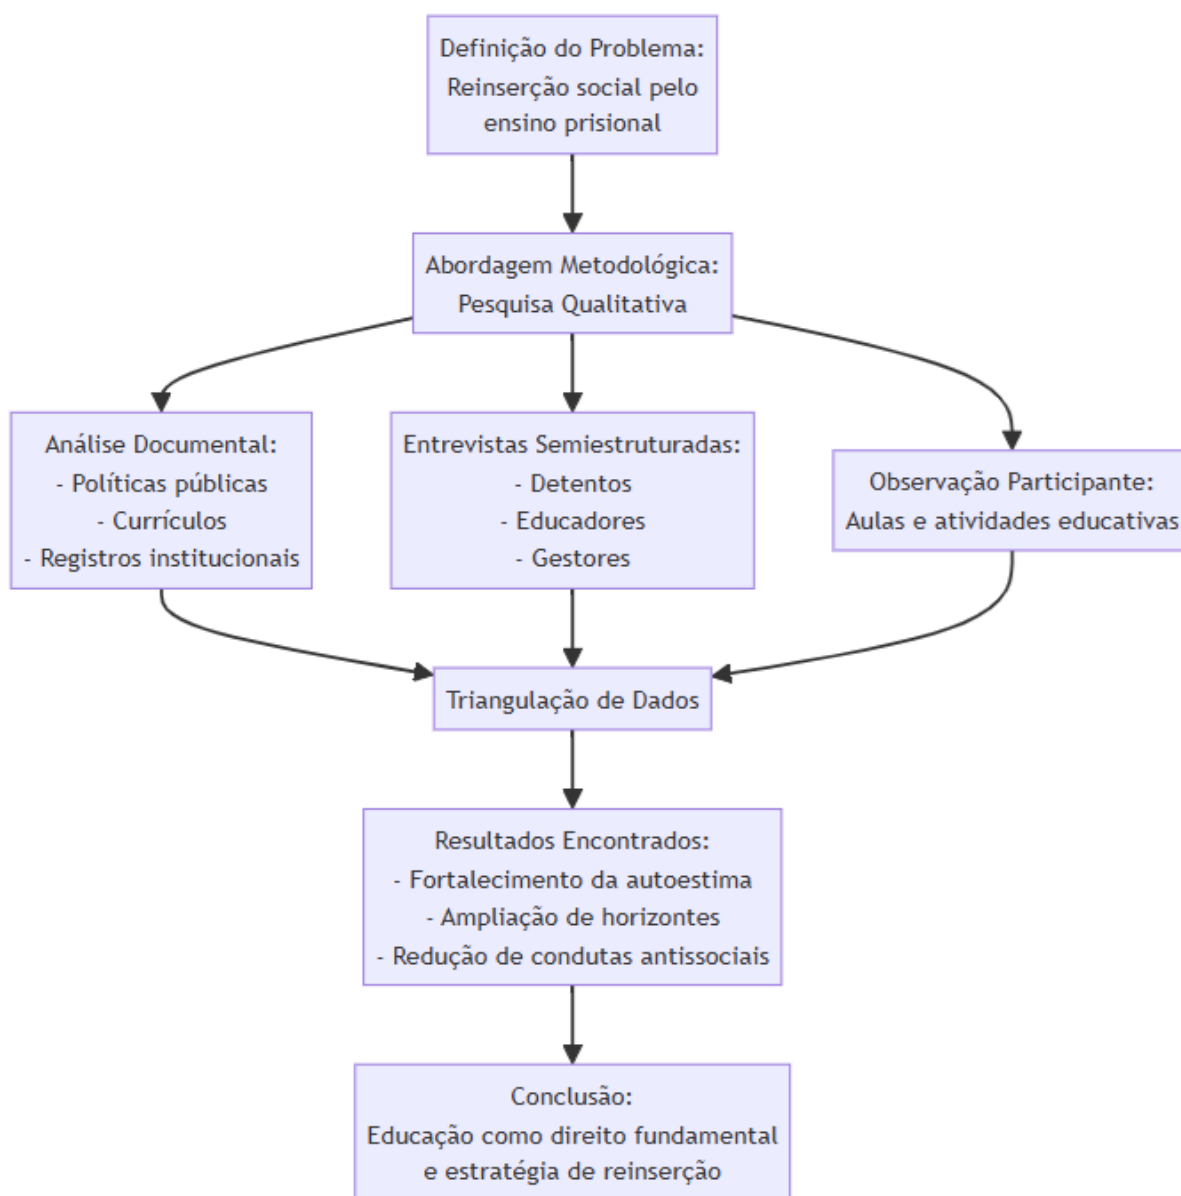 Definição do Problema:
Reinserção social pelo
ensino prisional
Abordagem Metodológica:
Pesquisa Qualitativa
Análise Documental:
- Políticas públicas
- Currículos
- Registros institucionais
Entrevistas Semiestruturadas:
- Detentos
- Educadores
- Gestores
Observação Participante:
Aulas e atividades educativas
Triangulação de Dados
Resultados Encontrados:
- Fortalecimento da autoestima
- Ampliação de horizontes
- Redução de condutas antissociais
Conclusão:
Educação como direito fundamental
e estratégia de reinserção